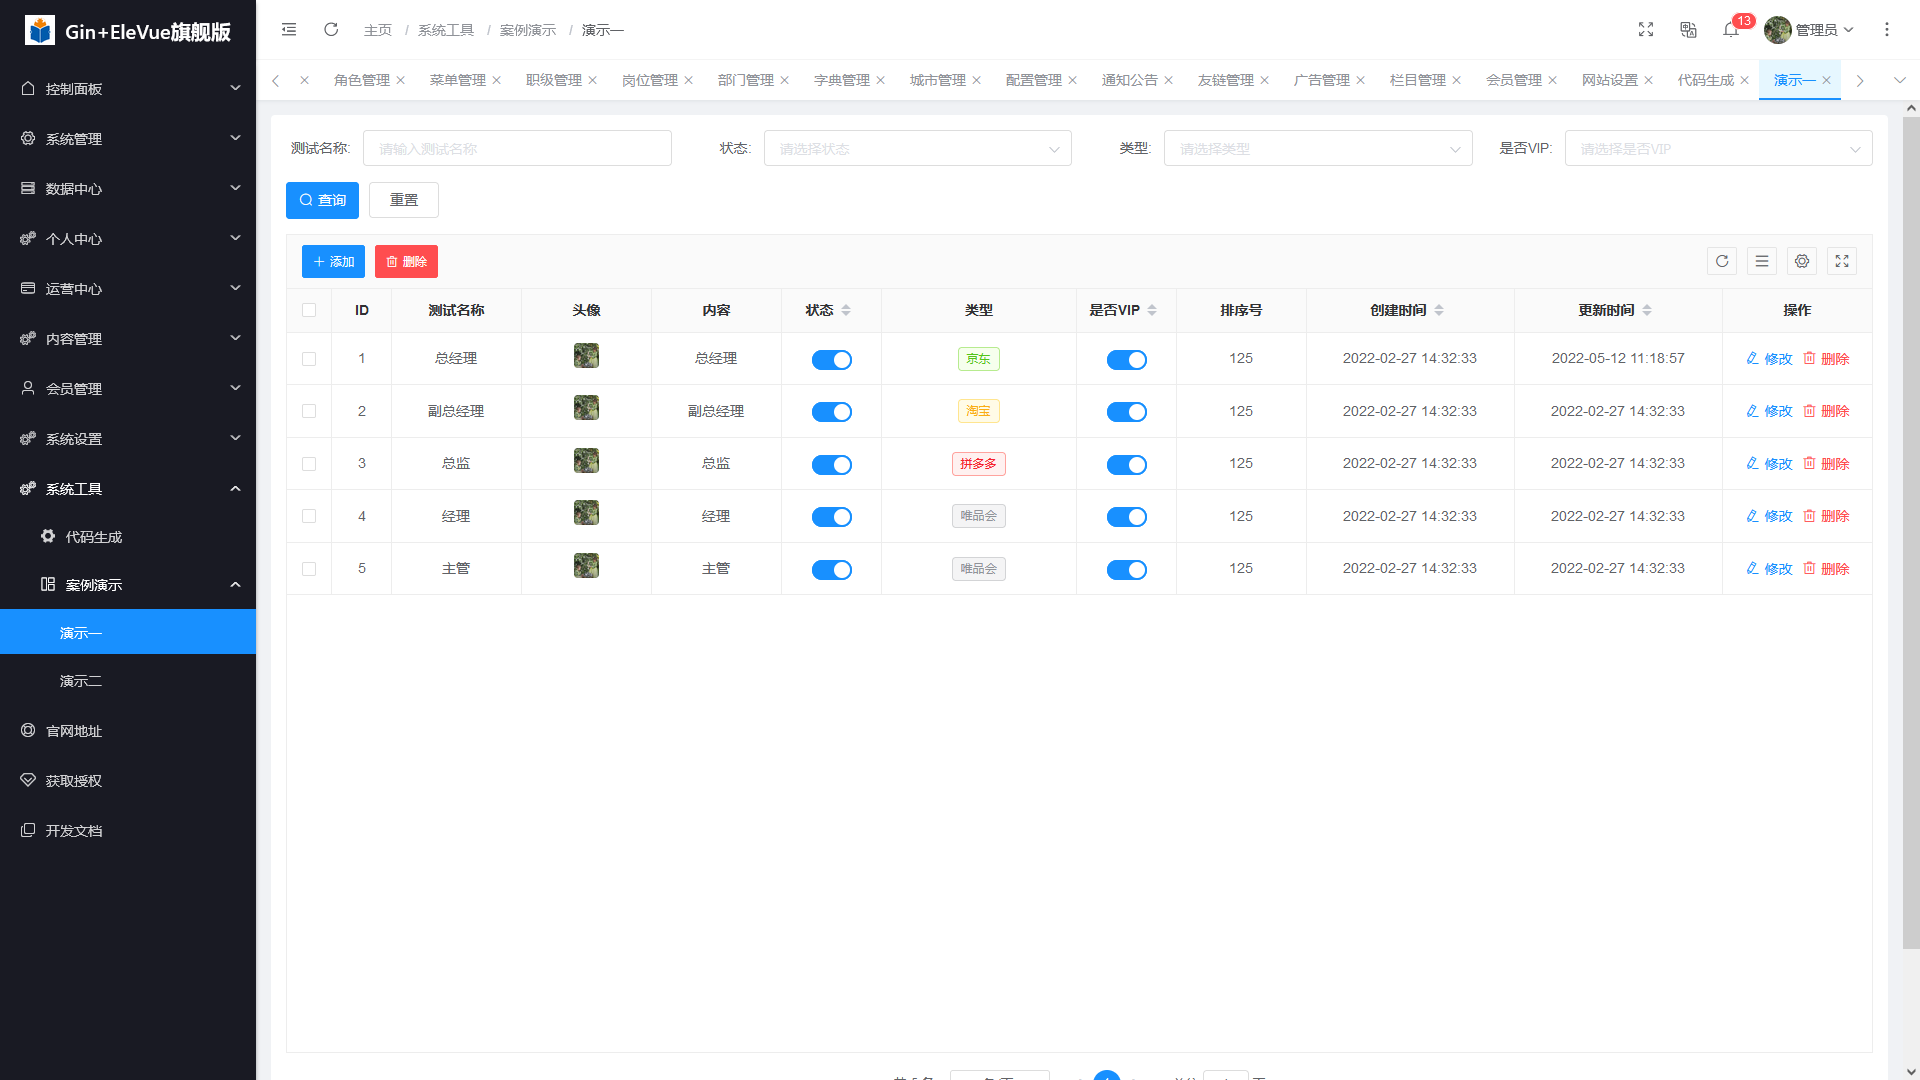 Gin+EleVue旗舰版
控制面板
系统管理
数据中心
个人中心
运营中心
内容管理
会员管理
系统设置
系统工具
代码生成
案例演示
演示一
演示二
官网地址
获取授权
开发文档
主页 / 系统工具 / 案例演示 / 演示一
13
管理员
角色管理 菜单管理 职级管理 岗位管理 部门管理 字典管理 城市管理 配置管理 通知公告 友链管理 广告管理 栏目管理 会员管理 网站设置 代码生成 演示一
测试名称: 请输入测试名称 状态: 请选择状态 类型: 请选择类型 是否VIP: 请选择是否VIP
查询 重置
添加 删除
ID 测试名称 头像 内容 状态 类型 是否VIP 排序号 创建时间 更新时间 操作
1 总经理 总经理 京东 125 2022-02-27 14:32:33 2022-05-12 11:18:57 修改 删除
2 副总经理 副总经理 淘宝 125 2022-02-27 14:32:33 2022-02-27 14:32:33 修改 删除
3 总监 总监 拼多多 125 2022-02-27 14:32:33 2022-02-27 14:32:33 修改 删除
4 经理 经理 唯品会 125 2022-02-27 14:32:33 2022-02-27 14:32:33 修改 删除
5 主管 主管 唯品会 125 2022-02-27 14:32:33 2022-02-27 14:32:33 修改 删除